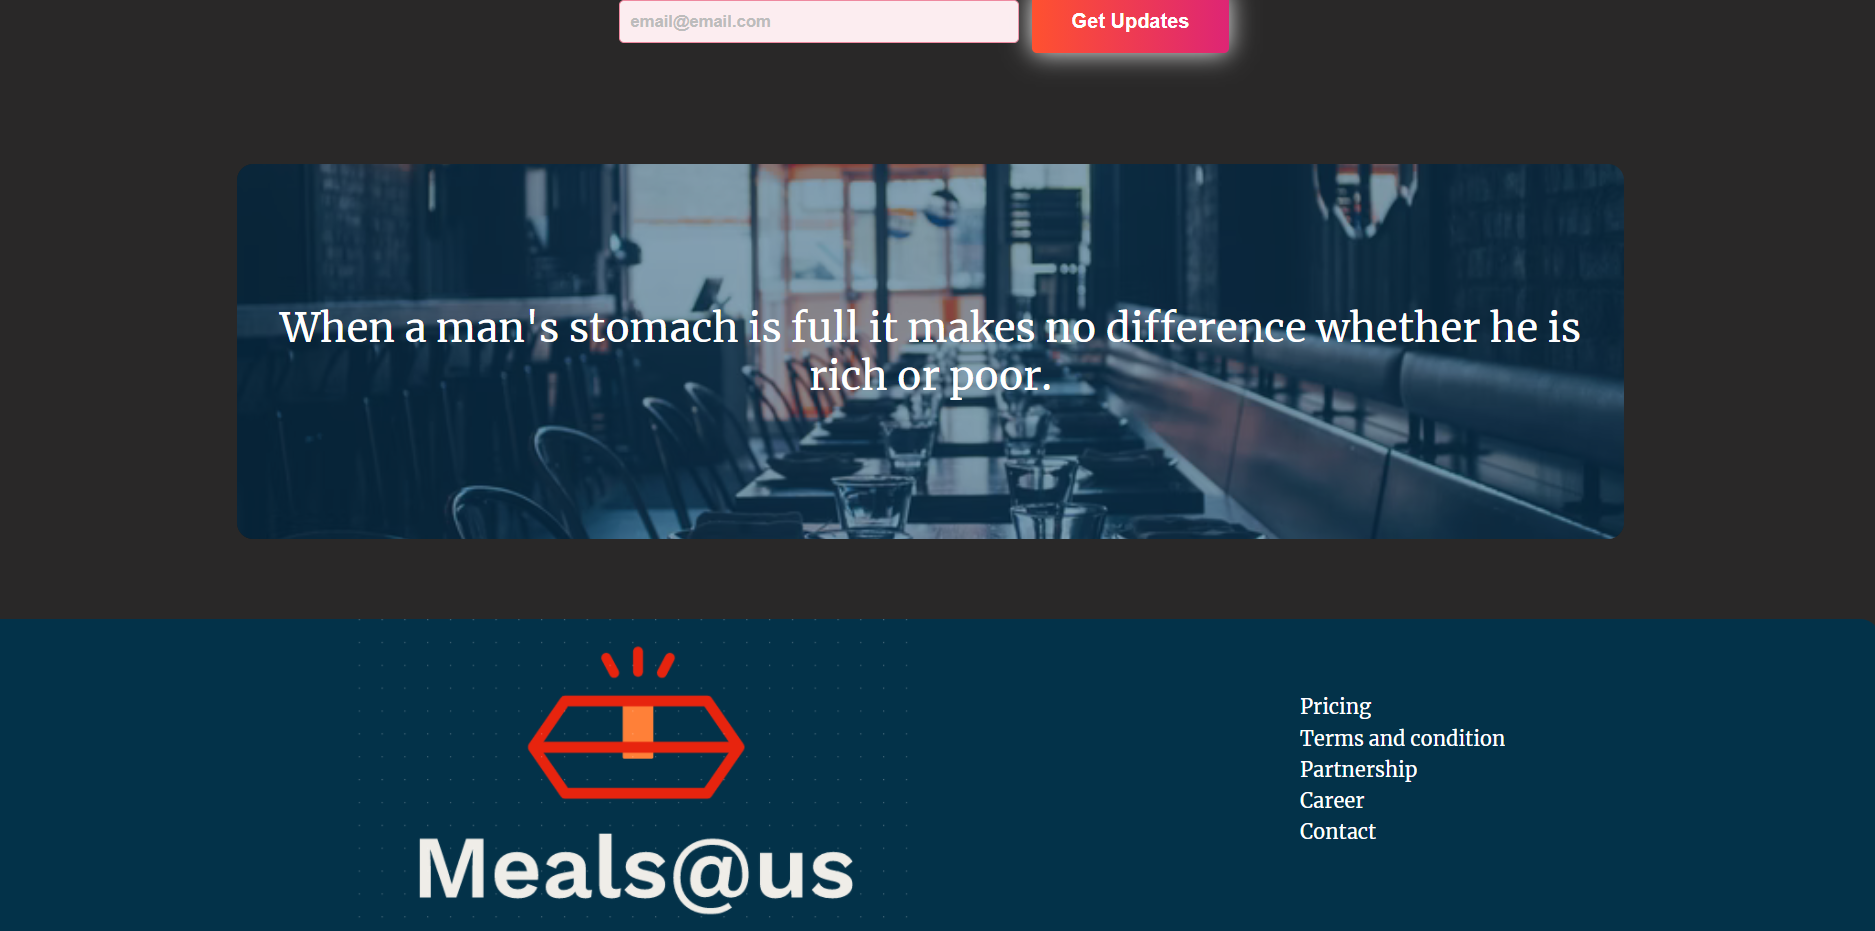 email@email.com
Get Updates
When a man's stomach is full it makes no difference whether he is
rich or poor.
Meals@us
Pricing
Terms and condition
Partnership
Career
Contact